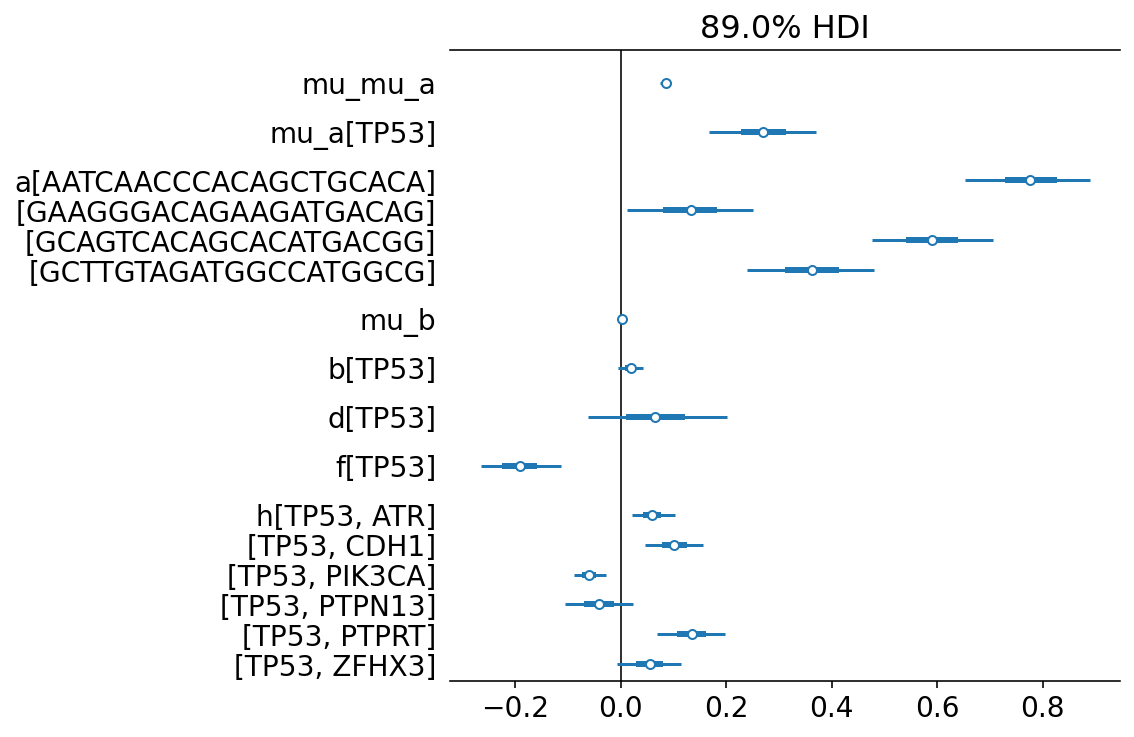 89.0% HDI
mu_mu_a
mu_a[TP53]
a[AATCAACCCACAGCTGCACA]
[GAAGGGACAGAAGATGACAG]
[GCAGTCACAGCACATGACGG]
[GCTTGTAGATGGCCATGGCG]
mu_b
b[TP53]
d[TP53]
f[TP53]
h[TP53, ATR]
[TP53, CDH1]
[TP53, PIK3CA]
[TP53, PTPN13]
[TP53, PTPRT]
[TP53, ZFHX3]
−0.2 0.0 0.2 0.4 0.6 0.8